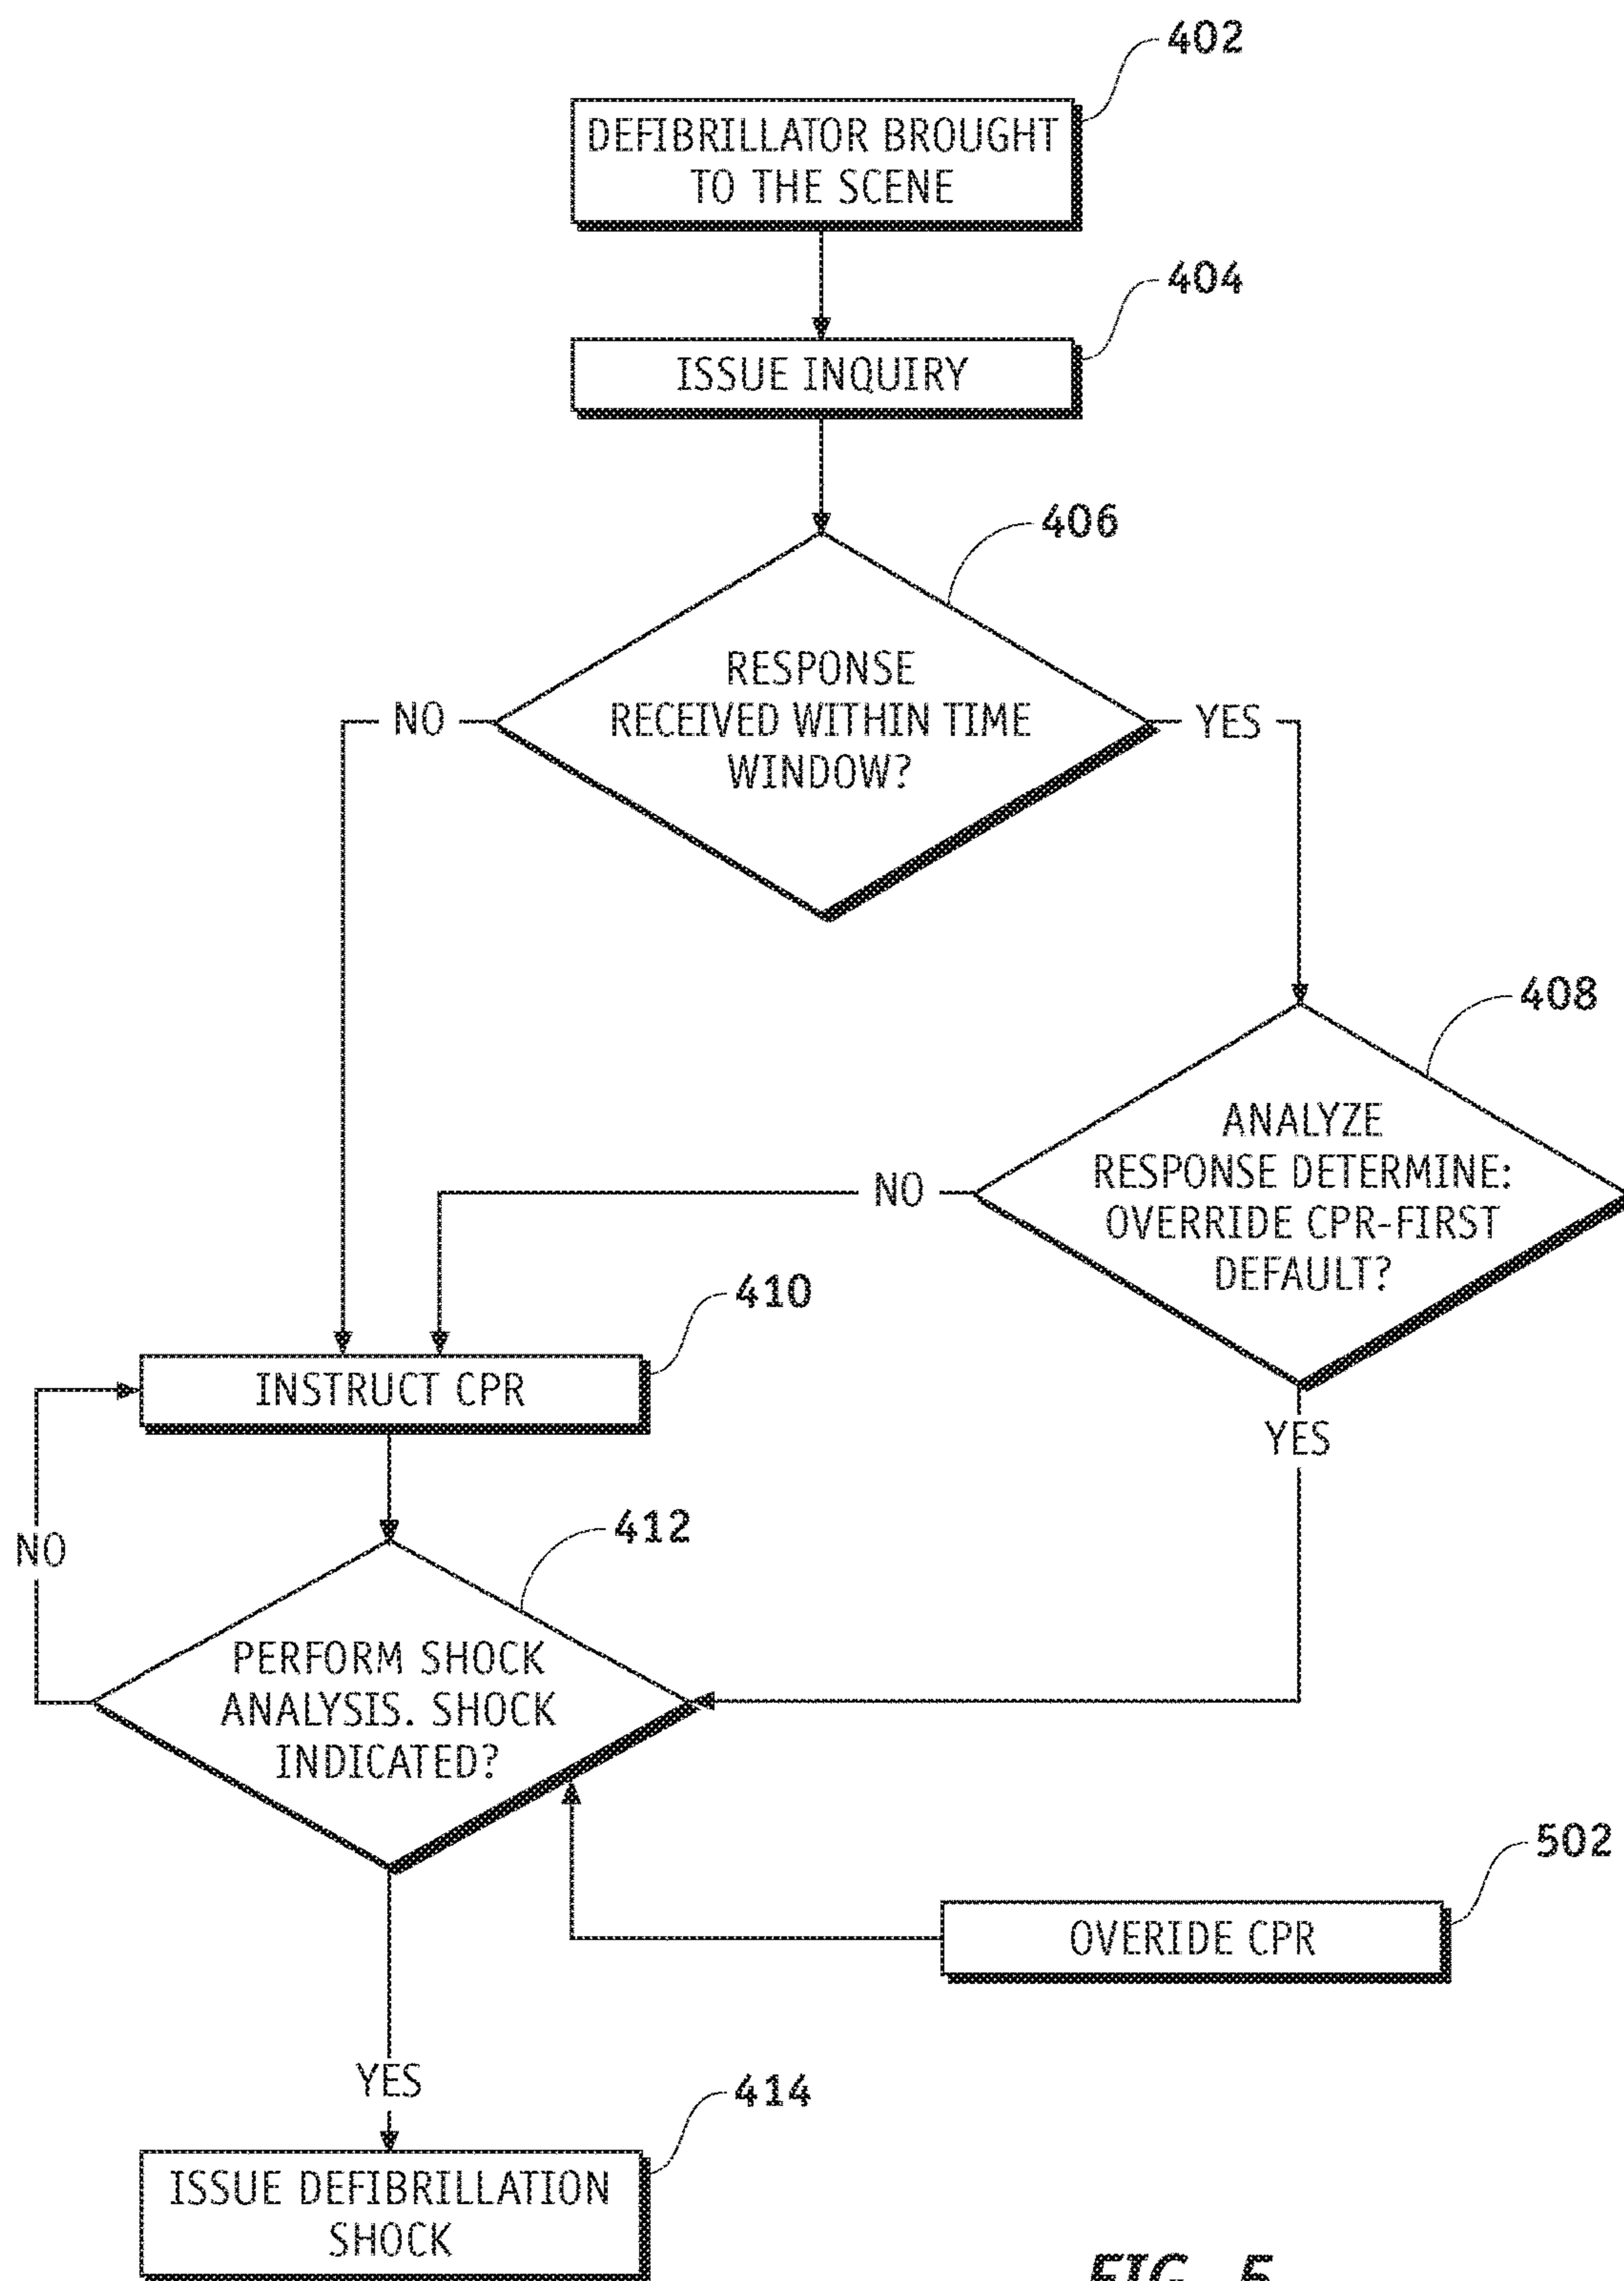 402
DEFIBRILLATOR BROUGHT
TO THE SCENE
404
ISSUE INQUIRY
406
RESPONSE
RECEIVED WITHIN TIME
WINDOW?
NO
YES
408
ANALYZE
RESPONSE DETERMINE:
OVERRIDE CPR-FIRST
DEFAULT?
NO
YES
410
INSTRUCT CPR
NO
412
PERFORM SHOCK
ANALYSIS. SHOCK
INDICATED?
502
OVERIDE CPR
YES
414
ISSUE DEFIBRILLATION
SHOCK
FIG. 5